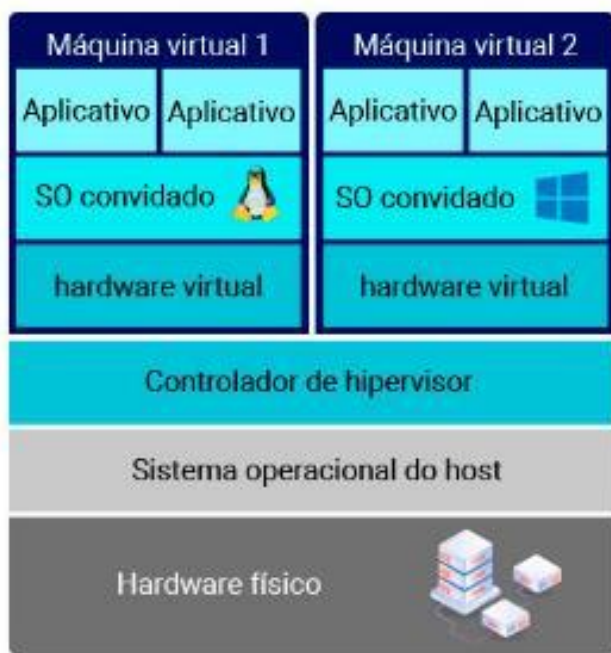 Máquina virtual 1
Máquina virtual 2
Aplicativo
Aplicativo
Aplicativo
Aplicativo
SO convidado
SO convidado
hardware virtual
hardware virtual
Controlador de hipervisor
Sistema operacional do host
Hardware físico